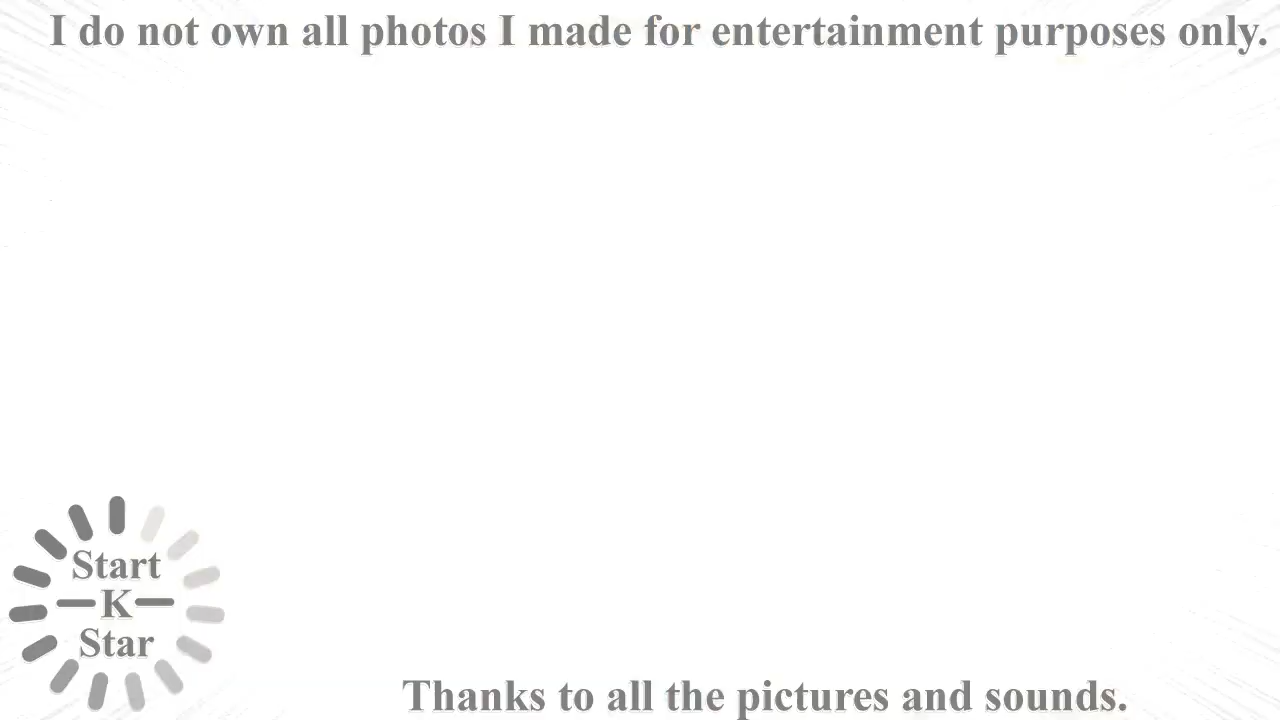 I do not own all photos I made for entertainment purposes only.
Start
K
Star
Thanks to all the pictures and sounds.